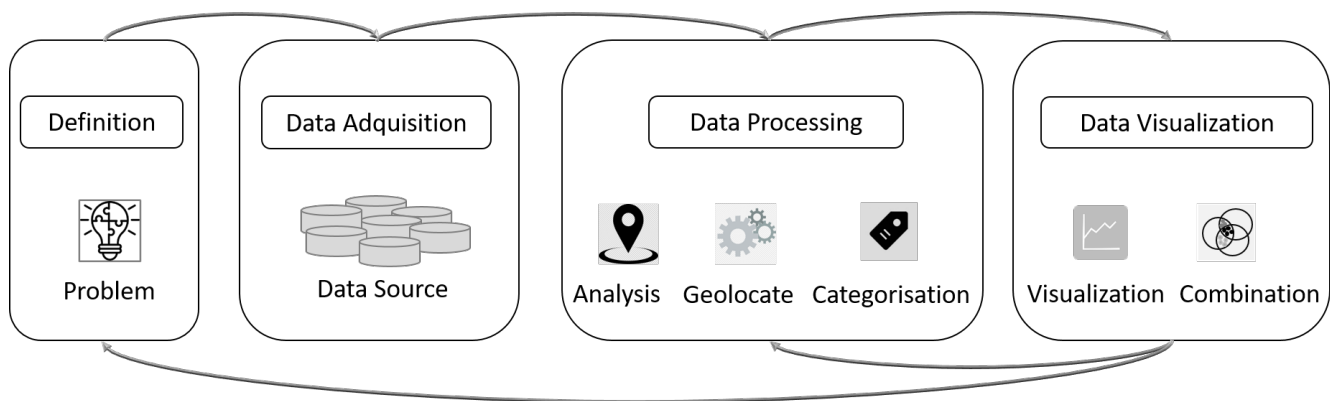 Definition
Problem
Data Adquisition
Data Source
Data Processing
Analysis
Geolocate
Categorisation
Data Visualization
Visualization
Combination